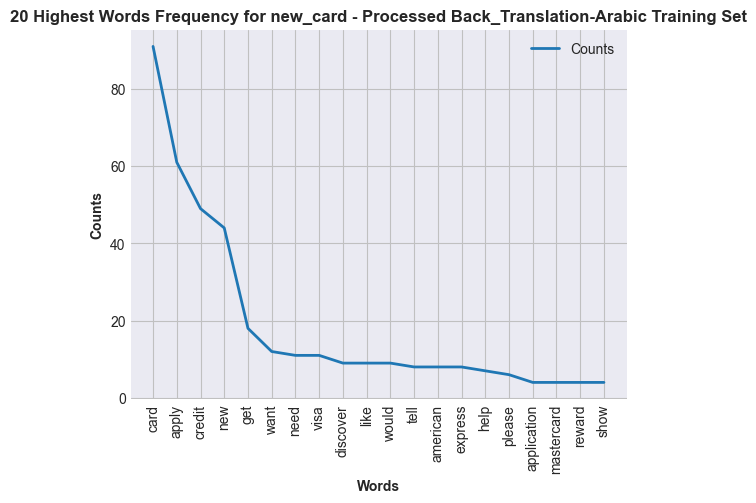 20 Highest Words Frequency for new_card - Processed Back_Translation-Arabic Training Set
Counts
80
60
40
20
0
Counts
card
apply
credit
new
get
want
need
visa
discover
like
would
tell
american
express
help
please
application
mastercard
reward
show
Words